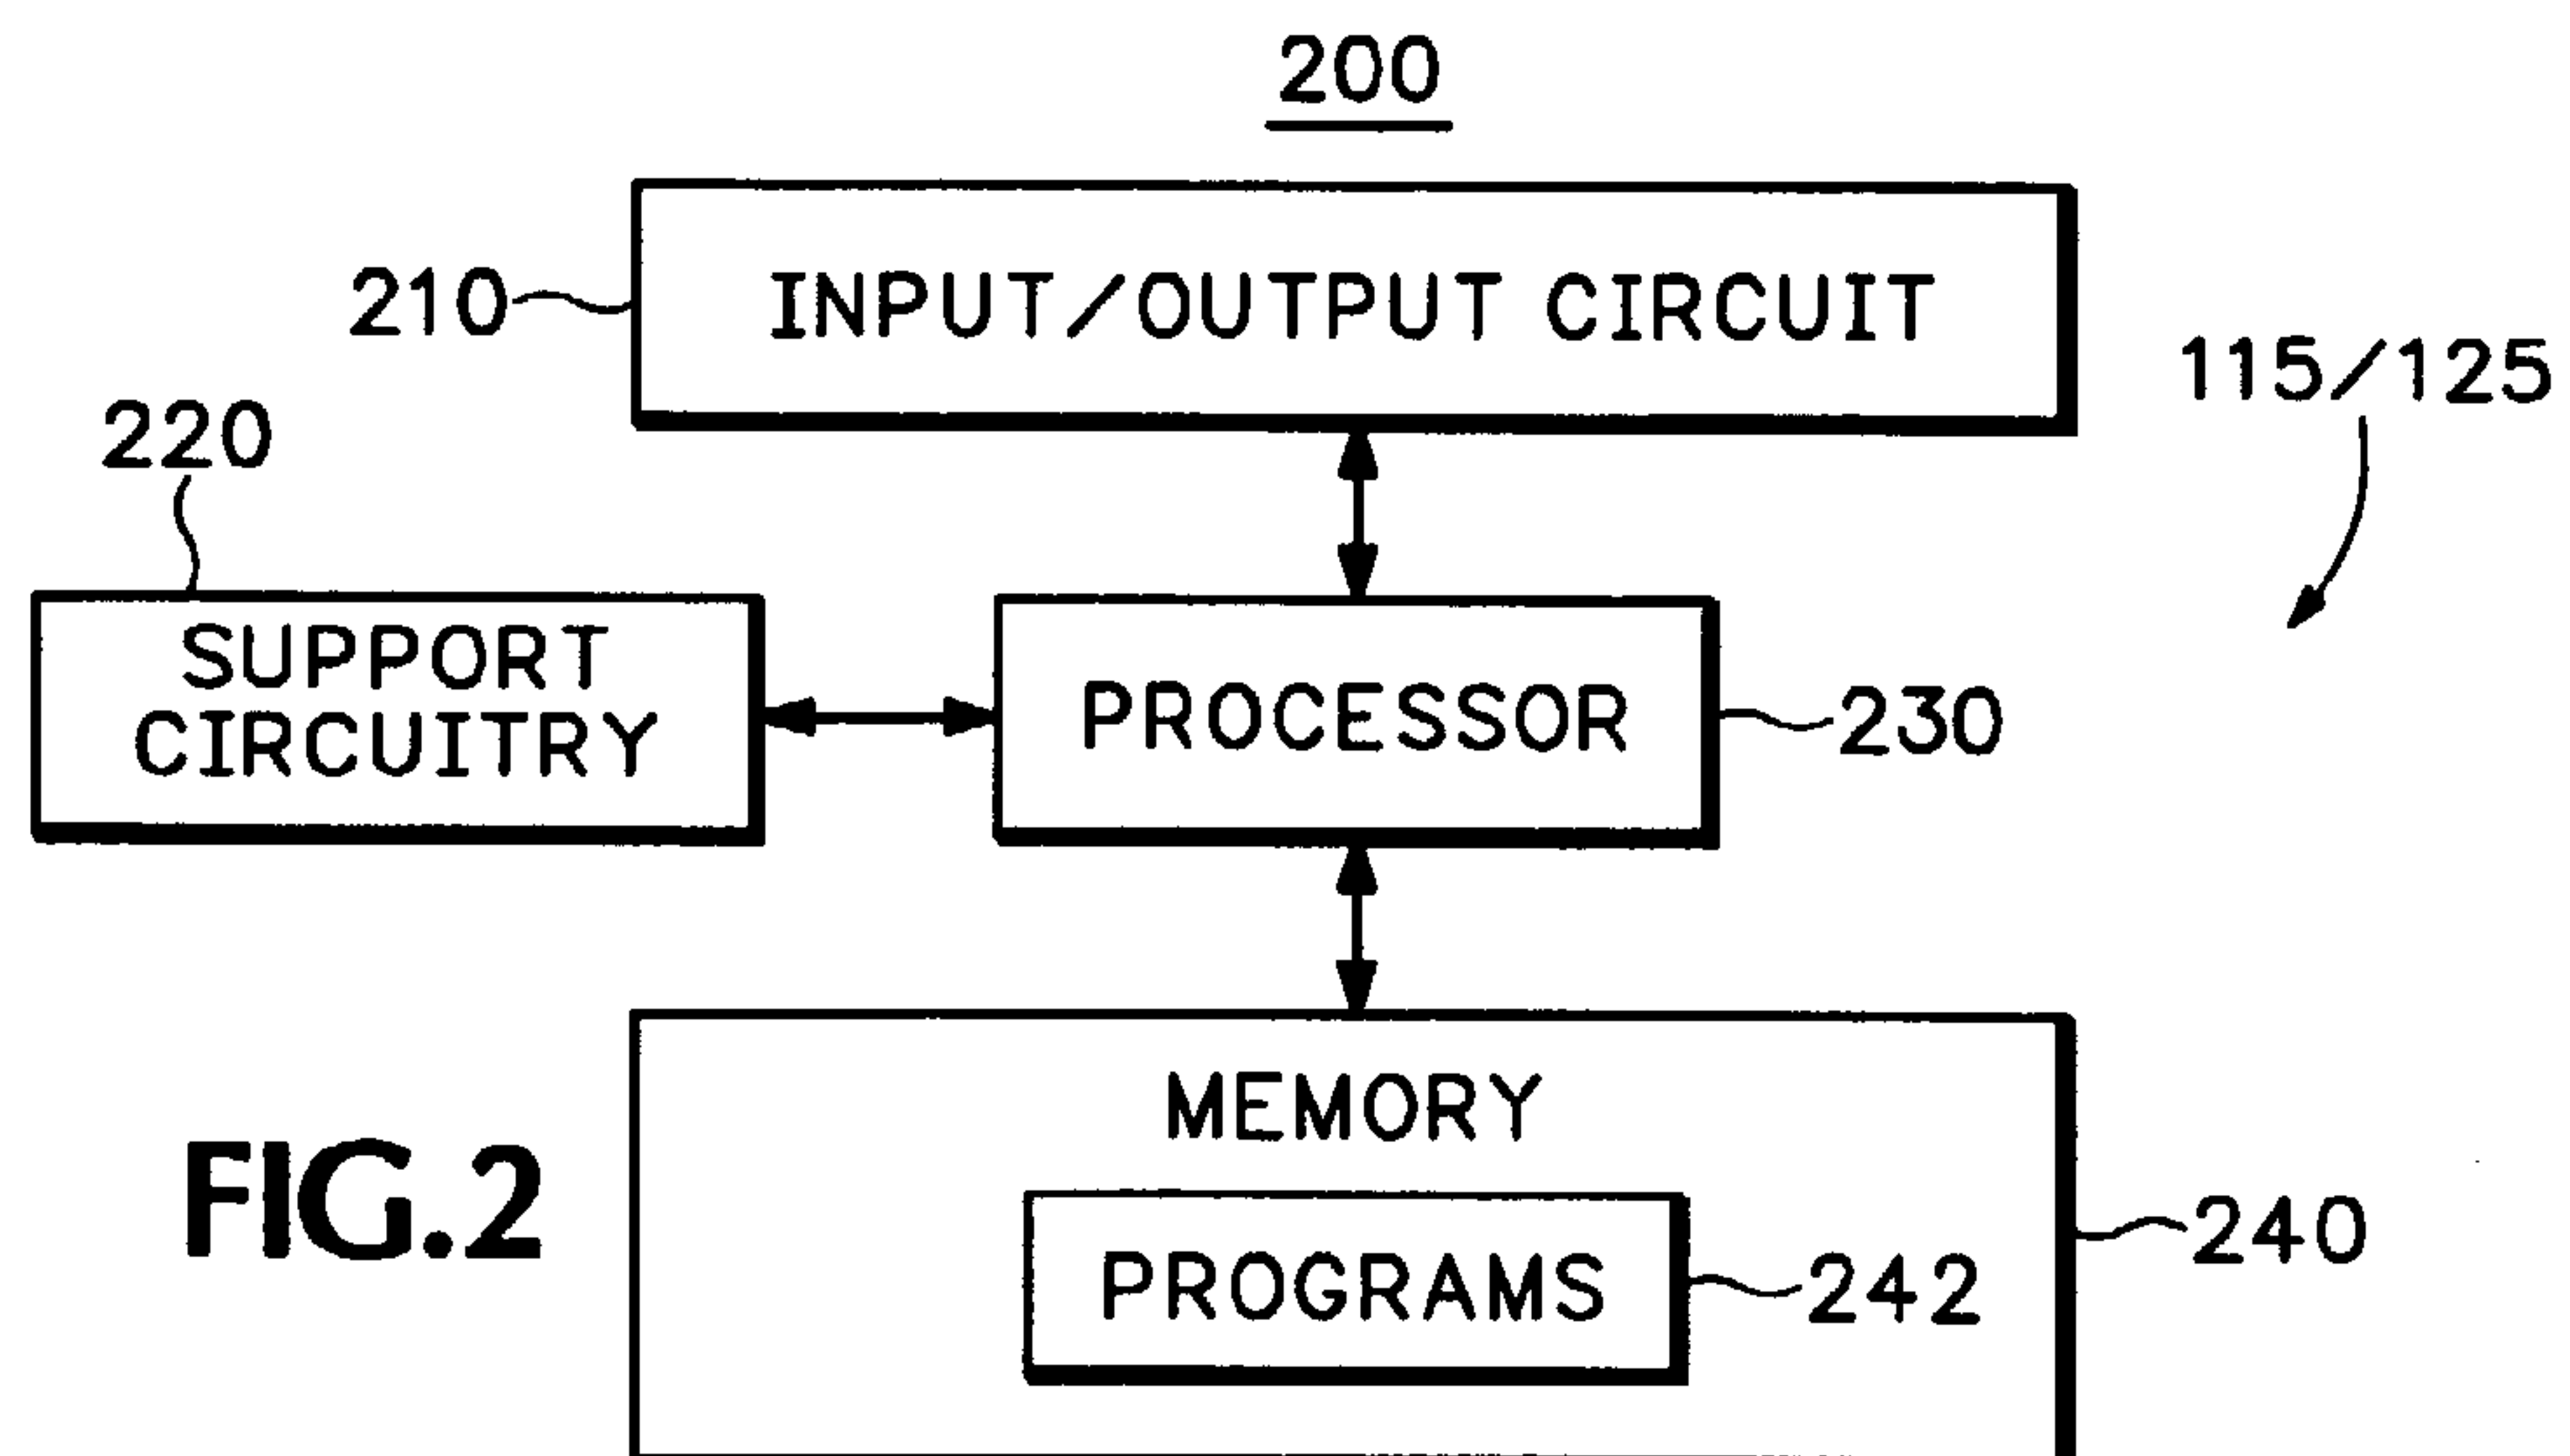 200
INPUT/OUTPUT CIRCUIT
210
115/125
220
SUPPORT
CIRCUITRY
PROCESSOR
230
MEMORY
FIG.2
PROGRAMS
242
240